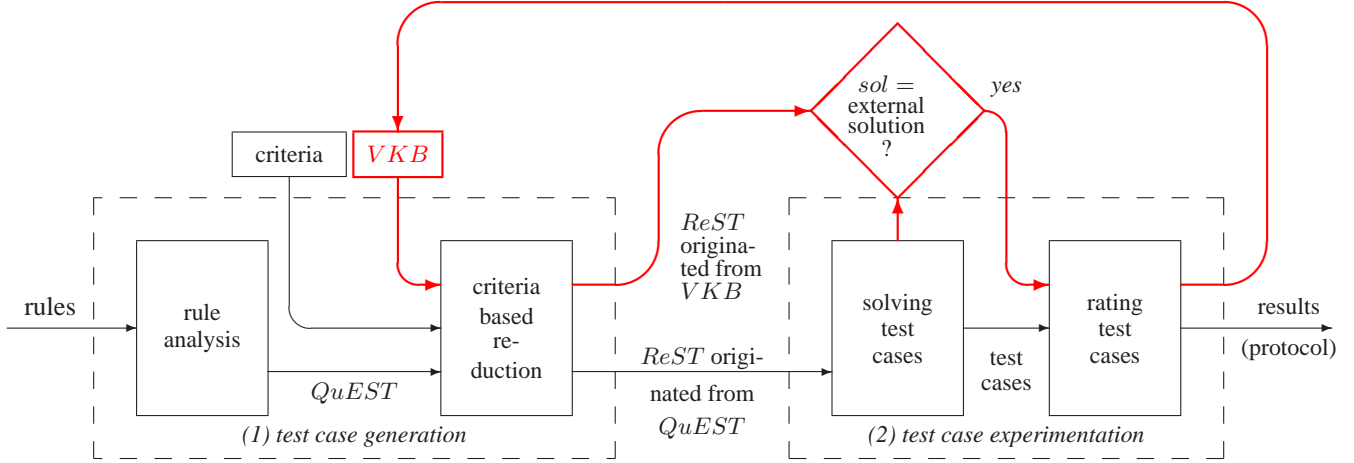 sol =
external
solution
?
yes
criteria
VKB
ReST
origina-
ted from
VKB
rules
rule
analysis
QuEST
criteria
based
re-
duction
ReST origi-
nated from
QuEST
solving
test
cases
test
cases
rating
test
cases
results
(protocol)
(1) test case generation
(2) test case experimentation